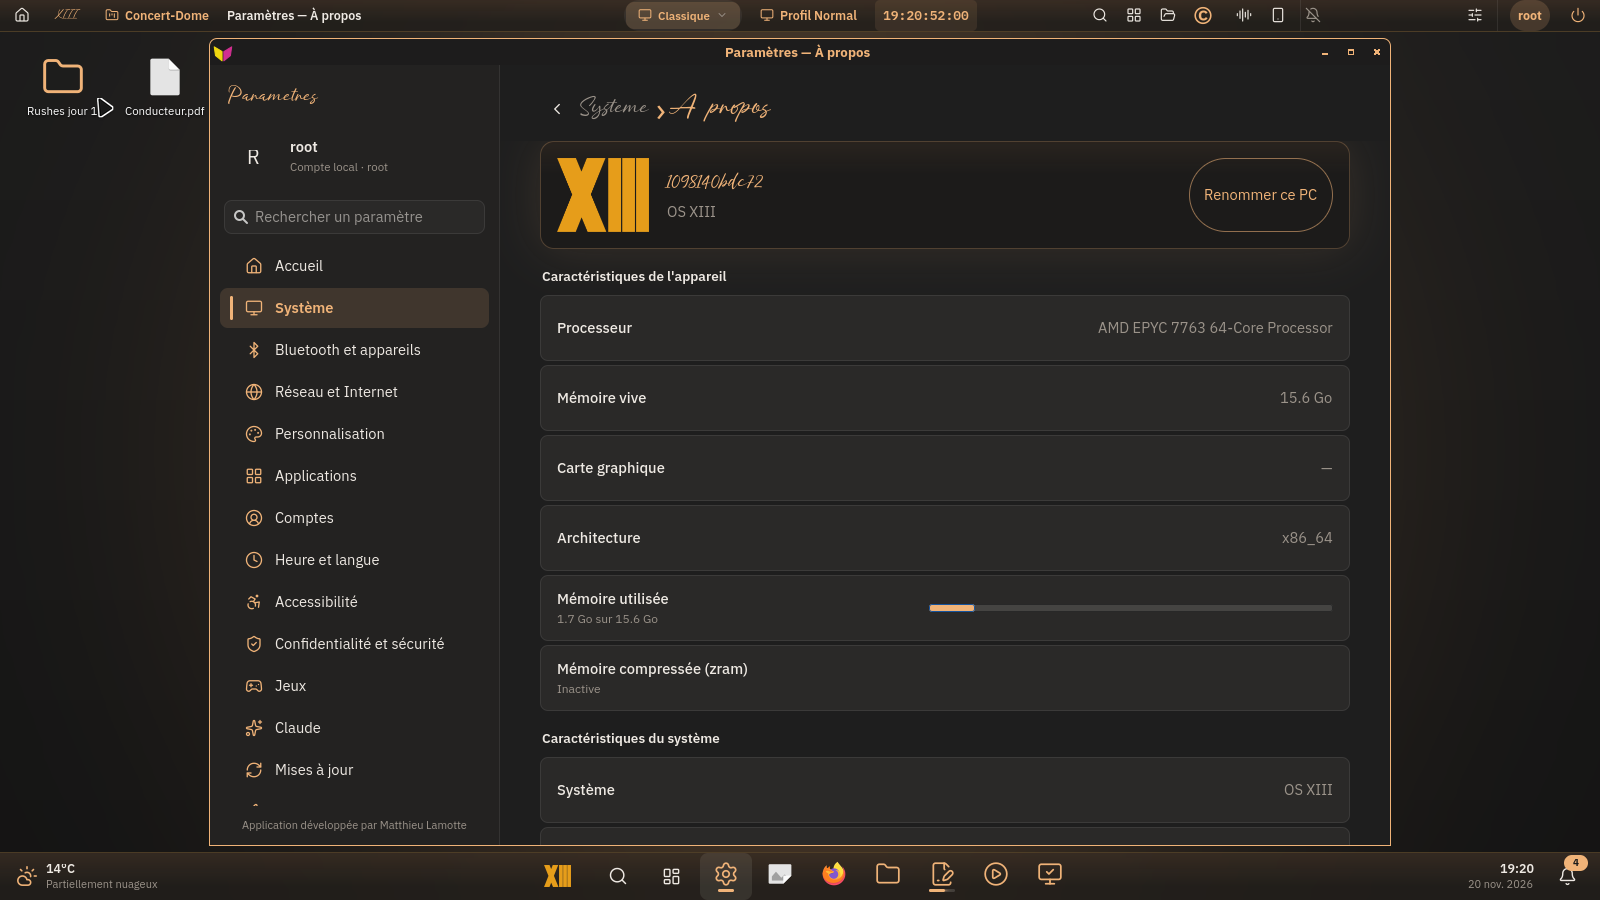 XIII Concert-Dome Paramètres — À propos Classique Profil Normal 19:20:52:00 root
Rushes jour 1
Conducteur.pdf
Paramètres — À propos
Parametres
root
R
Compte local · root
Rechercher un paramètre
Accueil
Système
Bluetooth et appareils
Réseau et Internet
Personnalisation
Applications
Comptes
Heure et langue
Accessibilité
Confidentialité et sécurité
Jeux
Claude
Mises à jour
Application développée par Matthieu Lamotte
Systeme › A propos
XIII
1098140bdc72
OS XIII
Renommer ce PC
Caractéristiques de l'appareil
Processeur AMD EPYC 7763 64-Core Processor
Mémoire vive 15.6 Go
Carte graphique —
Architecture x86_64
Mémoire utilisée
1.7 Go sur 15.6 Go
Mémoire compressée (zram)
Inactive
Caractéristiques du système
Système OS XIII
14°C
Partiellement nuageux
XIII
19:20
20 nov. 2026
4